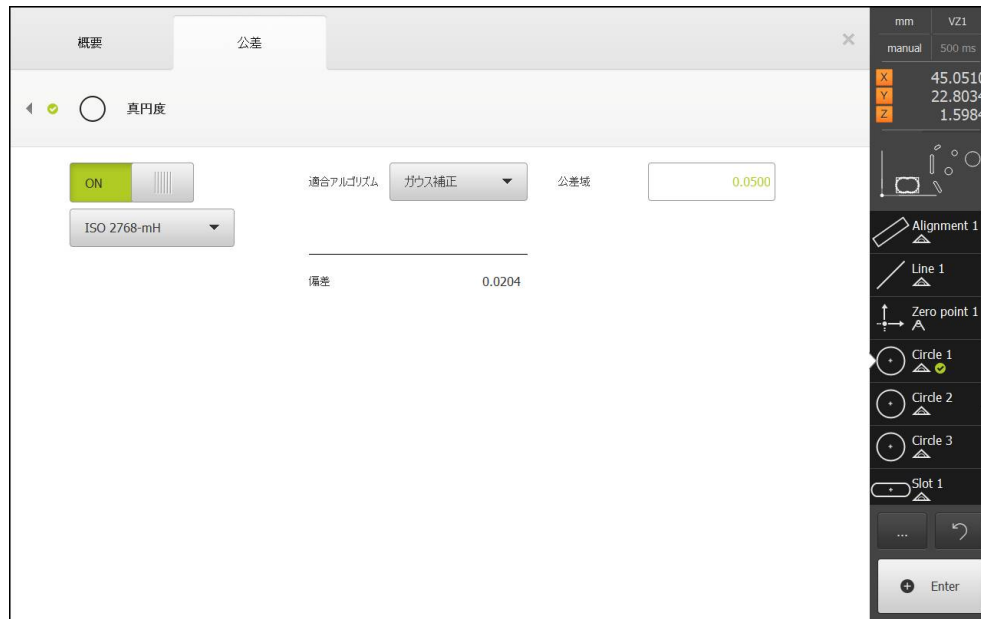 概要
公差
真円度
ON
ISO 2768-mH
適合アルゴリズム
ガウス補正
公差域
0.0500
偏差
0.0204
mm
VZ1
manual
500 ms
X
45.0510
Y
22.8034
Z
1.5984
Alignment 1
Line 1
Zero point 1
Circle 1
Circle 2
Circle 3
Slot 1
...
Enter